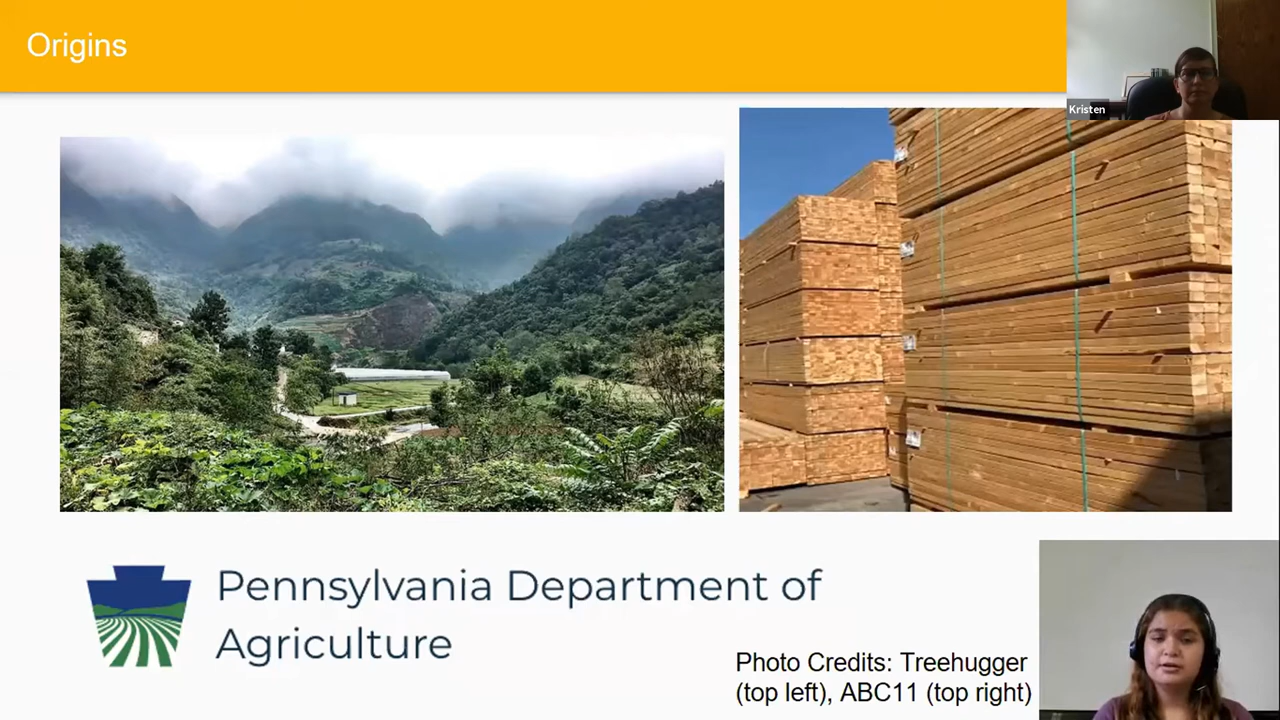 Origins
Kristen
Pennsylvania Department of
Agriculture
Photo Credits: Treehugger
(top left), ABC11 (top right)